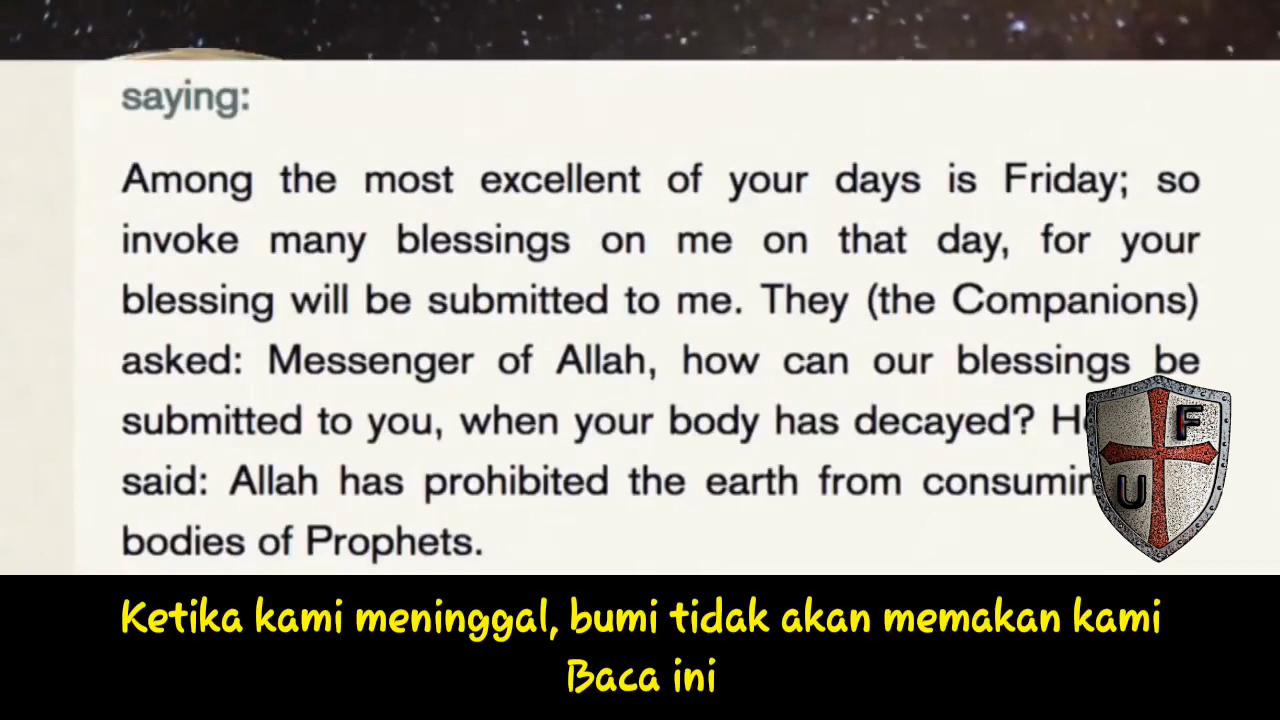 saying:
Among the most excellent of your days is Friday; so
invoke many blessings on me on that day, for your
blessing will be submitted to me. They (the Companions)
asked: Messenger of Allah, how can our blessings be
submitted to you, when your body has decayed?
said: Allah has prohibited the earth from
bodies of Prophets.
F
U
Ketika kami meninggal, bumi tidak akan memakan kami
Baca ini